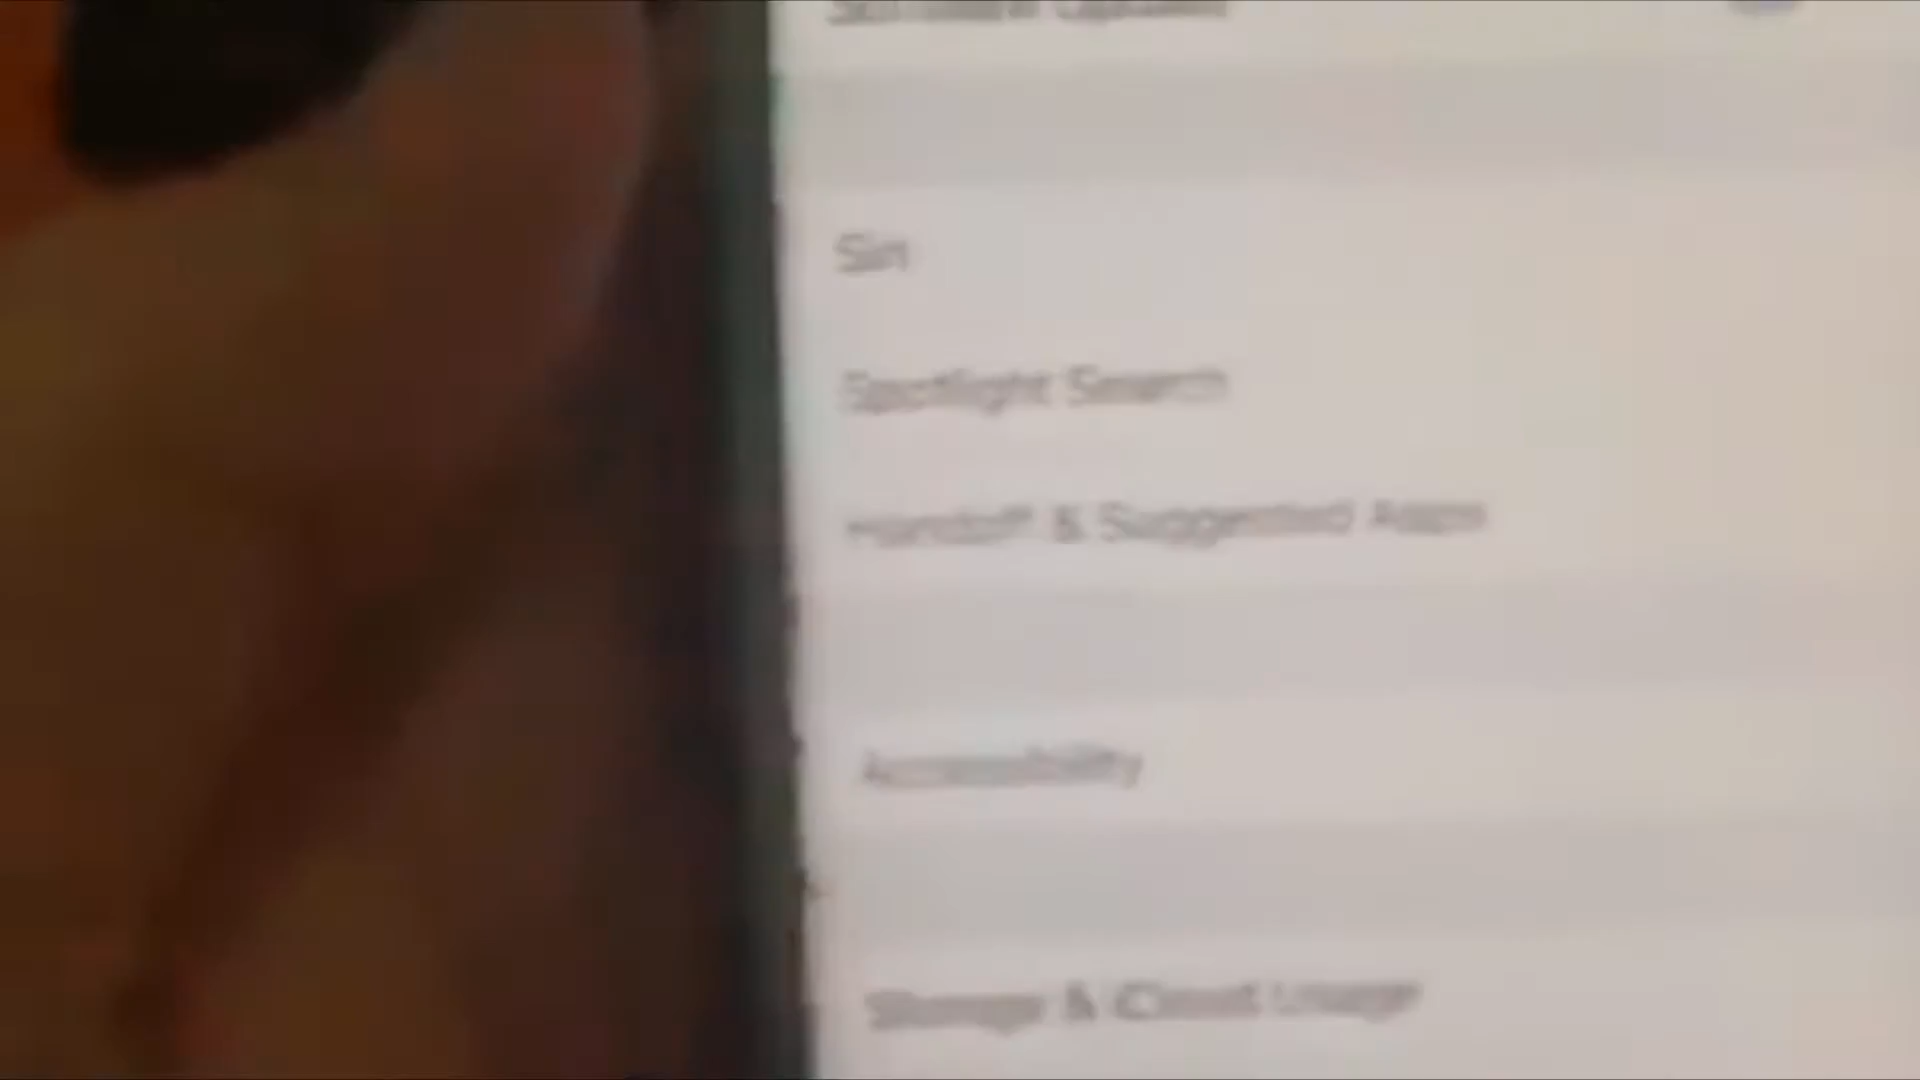 Siri
Spotlight Search
Handoff & Suggested Apps
Accessibility
Storage & iCloud Usage